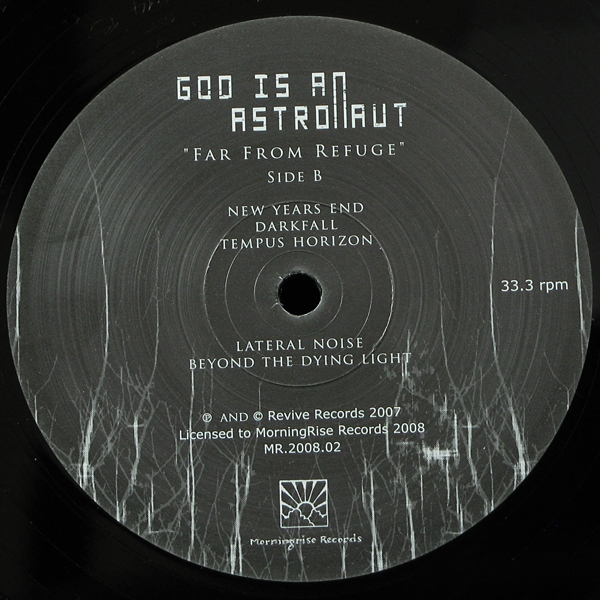 GOD IS AN
ASTRONAUT
"FAR FROM REFUGE"
SIDE B
NEW YEARS END
DARKFALL
TEMPUS HORIZON
33.3 rpm
LATERAL NOISE
BEYOND THE DYING LIGHT
℗ AND © Revive Records 2007
Licensed to MorningRise Records 2008
MR.2008.02
Morningrise Records